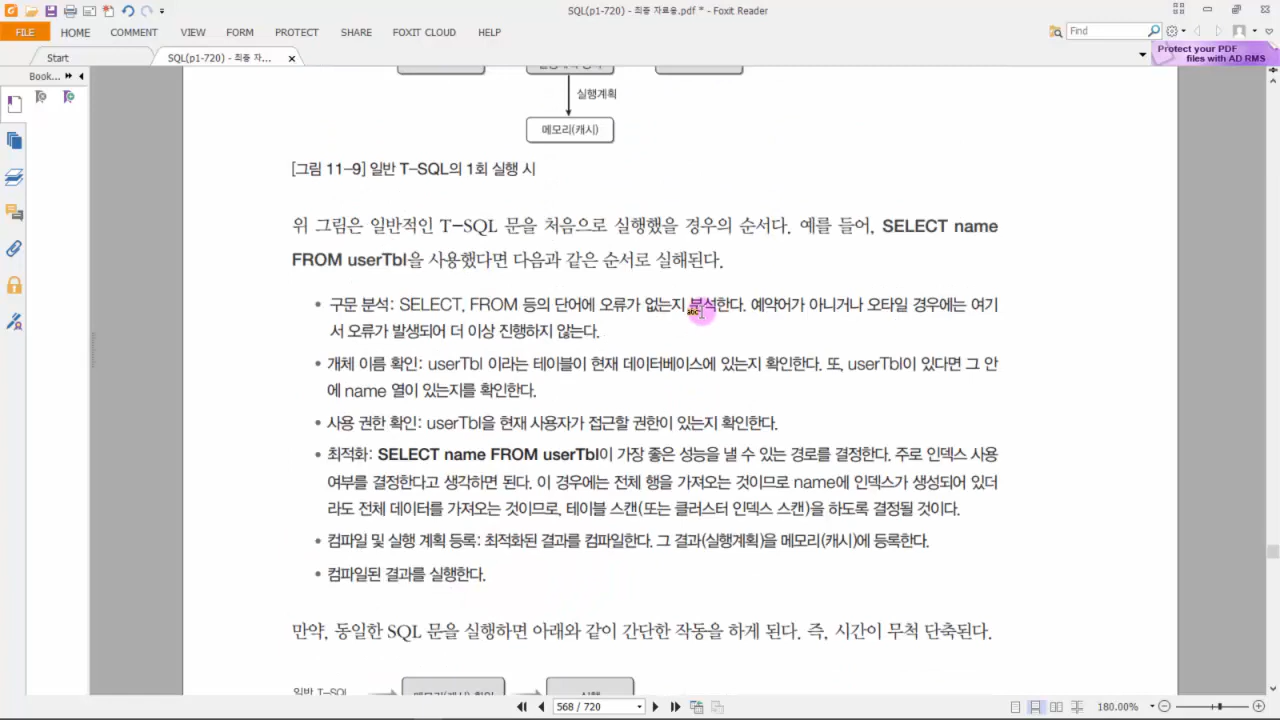 SQL(p1-720) - 최종 자료용.pdf * - Foxit Reader
FILE HOME COMMENT VIEW FORM PROTECT SHARE FOXIT CLOUD HELP
Find
Start
SQL(p1-720) - 최종 자...
Protect your PDF
files with AD RMS
Book...
실행계획
메모리(캐시)
[그림 11-9] 일반 T-SQL의 1회 실행 시
위 그림은 일반적인 T-SQL 문을 처음으로 실행했을 경우의 순서다. 예를 들어, SELECT name
FROM userTbl을 사용했다면 다음과 같은 순서로 실해된다.
• 구문 분석: SELECT, FROM 등의 단어에 오류가 없는지 분석한다. 예약어가 아니거나 오타일 경우에는 여기
서 오류가 발생되어 더 이상 진행하지 않는다.
• 개체 이름 확인: userTbl 이라는 테이블이 현재 데이터베이스에 있는지 확인한다. 또, userTbl이 있다면 그 안
에 name 열이 있는지를 확인한다.
• 사용 권한 확인: userTbl을 현재 사용자가 접근할 권한이 있는지 확인한다.
• 최적화: SELECT name FROM userTbl이 가장 좋은 성능을 낼 수 있는 경로를 결정한다. 주로 인덱스 사용
여부를 결정한다고 생각하면 된다. 이 경우에는 전체 행을 가져오는 것이므로 name에 인덱스가 생성되어 있더
라도 전체 데이터를 가져오는 것이므로, 테이블 스캔(또는 클러스터 인덱스 스캔)을 하도록 결정될 것이다.
• 컴파일 및 실행 계획 등록: 최적화된 결과를 컴파일한다. 그 결과(실행계획)을 메모리(캐시)에 등록한다.
• 컴파일된 결과를 실행한다.
만약, 동일한 SQL 문을 실행하면 아래와 같이 간단한 작동을 하게 된다. 즉, 시간이 무척 단축된다.
일반 T-SQL
568 / 720
180.00%